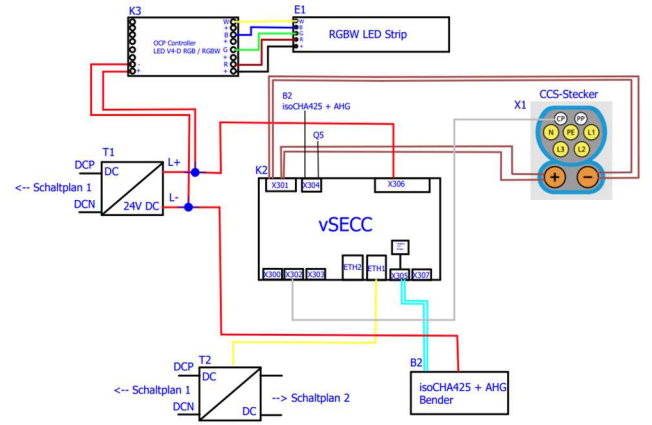 K3
OCP Controller
LED V4-D RGB / RGBW
W
+
B
+
G
+
R
+
-
+
E1
W
B
G
R
+
RGBW LED Strip
B2
isoCHA425 + AHG
Q5
CCS-Stecker
X1
CP PP
N PE L1
L3 L2
+ −
T1
DCP
DC
L+
<-- Schaltplan 1
DCN
24V DC
L-
K2
X301
X304
X306
vSECC
X300
X302
X303
ETH2
ETH1
X305
X307
T2
DCP
DC
<-- Schaltplan 1
--> Schaltplan 2
DCN
DC
B2
isoCHA425 + AHG
Bender